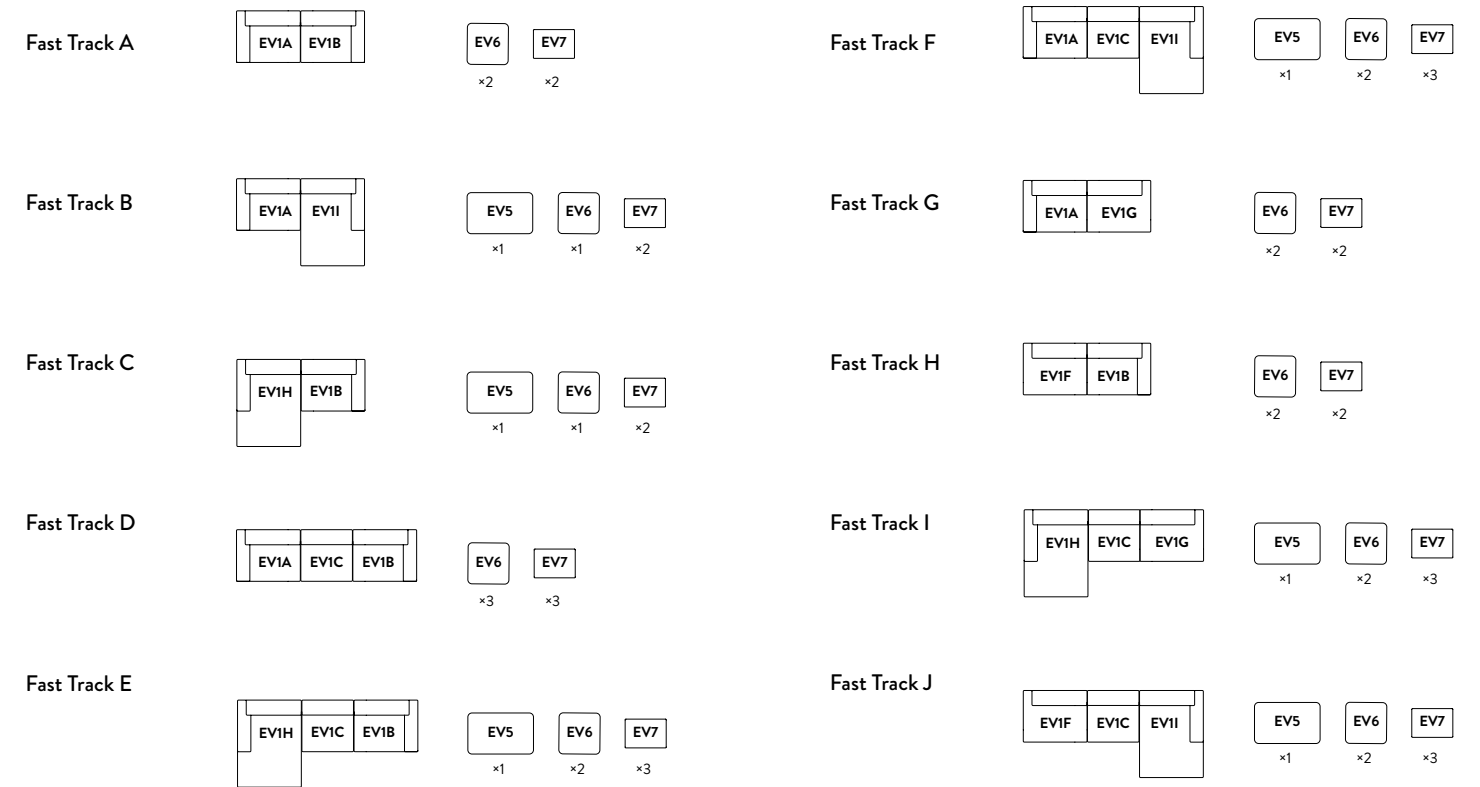 Fast Track A
EV1A EV1B EV6 EV7
×2 ×2
Fast Track B
EV1A EV1I EV5 EV6 EV7
×1 ×1 ×2
Fast Track C
EV1H EV1B EV5 EV6 EV7
×1 ×1 ×2
Fast Track D
EV1A EV1C EV1B EV6 EV7
×3 ×3
Fast Track E
EV1H EV1C EV1B EV5 EV6 EV7
×1 ×2 ×3
Fast Track F
EV1A EV1C EV1I EV5 EV6 EV7
×1 ×2 ×3
Fast Track G
EV1A EV1G EV6 EV7
×2 ×2
Fast Track H
EV1F EV1B EV6 EV7
×2 ×2
Fast Track I
EV1H EV1C EV1G EV5 EV6 EV7
×1 ×2 ×3
Fast Track J
EV1F EV1C EV1I EV5 EV6 EV7
×1 ×2 ×3